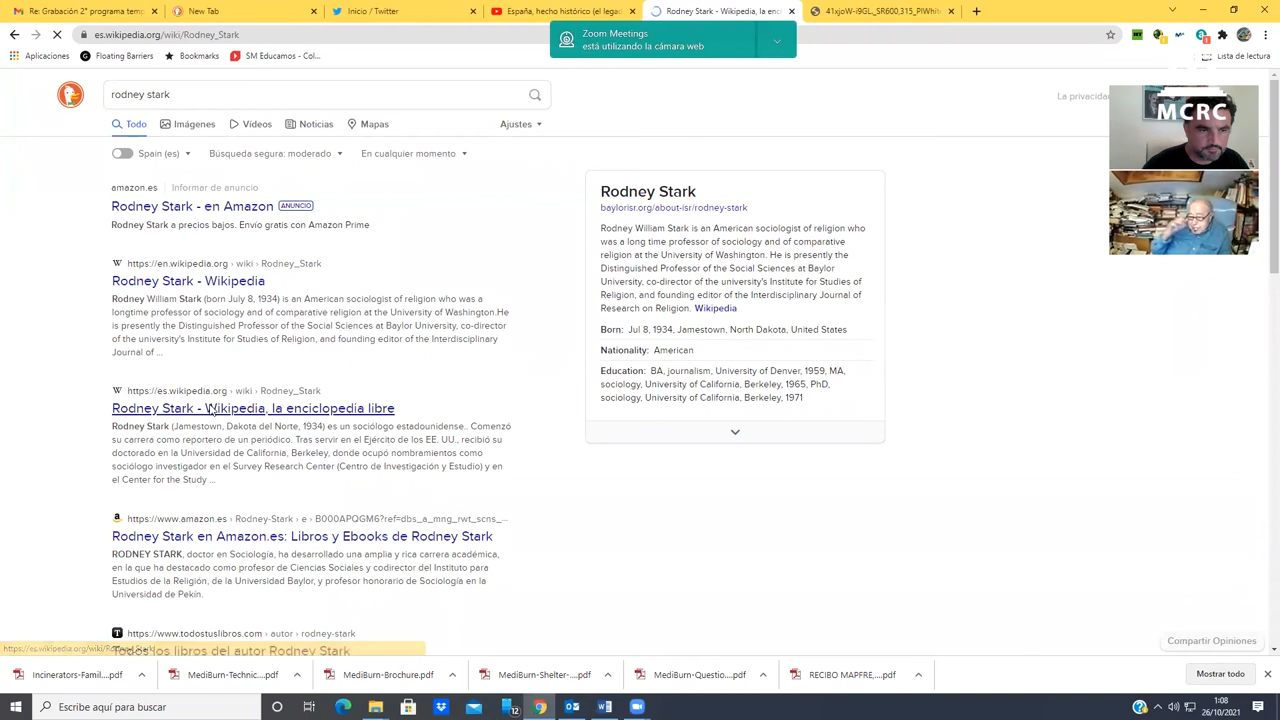 Re: Grabación 2º programa temp
New Tab
Inicio / Twitter
España, hecho histórico (el legac
Rodney Stark - Wikipedia, la enci
41xjoW-i9GL._SR600,315_PIWhiti
es.wikipedia.org/wiki/Rodney_Stark
Zoom Meetings
está utilizando la cámara web
Aplicaciones
Floating Barriers
Bookmarks
SM Educamos - Col...
Lista de lectura
rodney stark
La privacidad
MCRC
Todo
Imágenes
Vídeos
Noticias
Mapas
Ajustes
Spain (es)
Búsqueda segura: moderado
En cualquier momento
amazon.es
Informar de anuncio
Rodney Stark - en Amazon ANUNCIO
Rodney Stark a precios bajos. Envío gratis con Amazon Prime
https://en.wikipedia.org › wiki › Rodney_Stark
Rodney Stark - Wikipedia
Rodney William Stark (born July 8, 1934) is an American sociologist of religion who was a
longtime professor of sociology and of comparative religion at the University of Washington.He
is presently the Distinguished Professor of the Social Sciences at Baylor University, co-director
of the university's Institute for Studies of Religion, and founding editor of the Interdisciplinary
Journal of ...
https://es.wikipedia.org › wiki › Rodney_Stark
Rodney Stark - Wikipedia, la enciclopedia libre
Rodney Stark (Jamestown, Dakota del Norte, 1934) es un sociólogo estadounidense.. Comenzó
su carrera como reportero de un periódico. Tras servir en el Ejército de los EE. UU., recibió su
doctorado en la Universidad de California, Berkeley, donde ocupó nombramientos como
sociólogo investigador en el Survey Research Center (Centro de Investigación y Estudio) y en
el Center for the Study ...
https://www.amazon.es › Rodney-Stark › e › B000APQGM6?ref=dbs_a_mng_rwt_scns_...
Rodney Stark en Amazon.es: Libros y Ebooks de Rodney Stark
RODNEY STARK, doctor en Sociología, ha desarrollado una amplia y rica carrera académica,
en la que ha destacado como profesor de Ciencias Sociales y codirector del Instituto para
Estudios de la Religión, de la Universidad Baylor, y profesor honorario de Sociología en la
Universidad de Pekín.
https://www.todostuslibros.com › autor › rodney-stark
Todos los libros del autor Rodney Stark
https://es.wikipedia.org/wiki/Rodney_Stark
Rodney Stark
baylorisr.org/about-isr/rodney-stark
Rodney William Stark is an American sociologist of religion who
was a long time professor of sociology and of comparative
religion at the University of Washington. He is presently the
Distinguished Professor of the Social Sciences at Baylor
University, co-director of the university's Institute for Studies of
Religion, and founding editor of the Interdisciplinary Journal of
Research on Religion. Wikipedia
Born: Jul 8, 1934, Jamestown, North Dakota, United States
Nationality: American
Education: BA, journalism, University of Denver, 1959, MA,
sociology, University of California, Berkeley, 1965, PhD,
sociology, University of California, Berkeley, 1971
Compartir Opiniones
Incinerators-Famil....pdf
MediBurn-Technic....pdf
MediBurn-Brochure.pdf
MediBurn-Shelter-....pdf
MediBurn-Questio....pdf
RECIBO MAPFRE,....pdf
Mostrar todo
Escribe aquí para buscar
12
1:08
26/10/2021